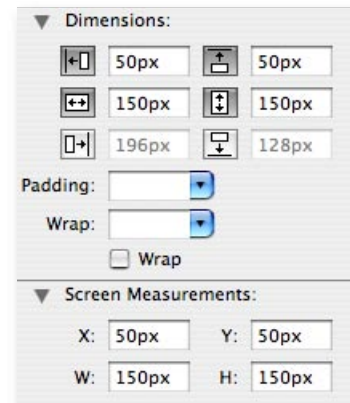 Dimensions:
50px 50px
150px 150px
196px 128px
Padding:
Wrap:
Wrap
Screen Measurements:
X: 50px Y: 50px
W: 150px H: 150px